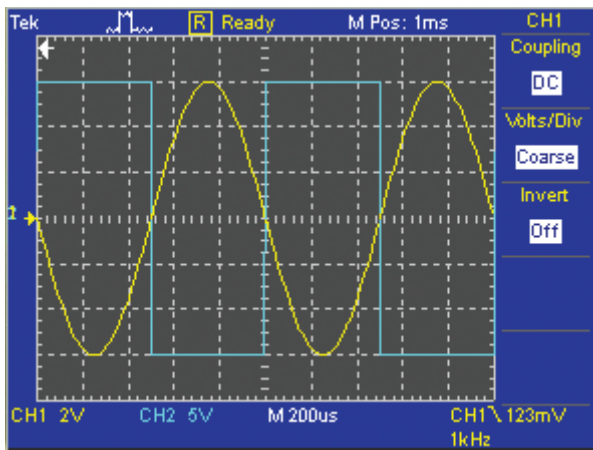 Tek R Ready M Pos: 1ms CH1
Coupling
DC
Volts/Div
Coarse
Invert
Off
CH1 2V CH2 5V M 200us CH1 123mV
1kHz